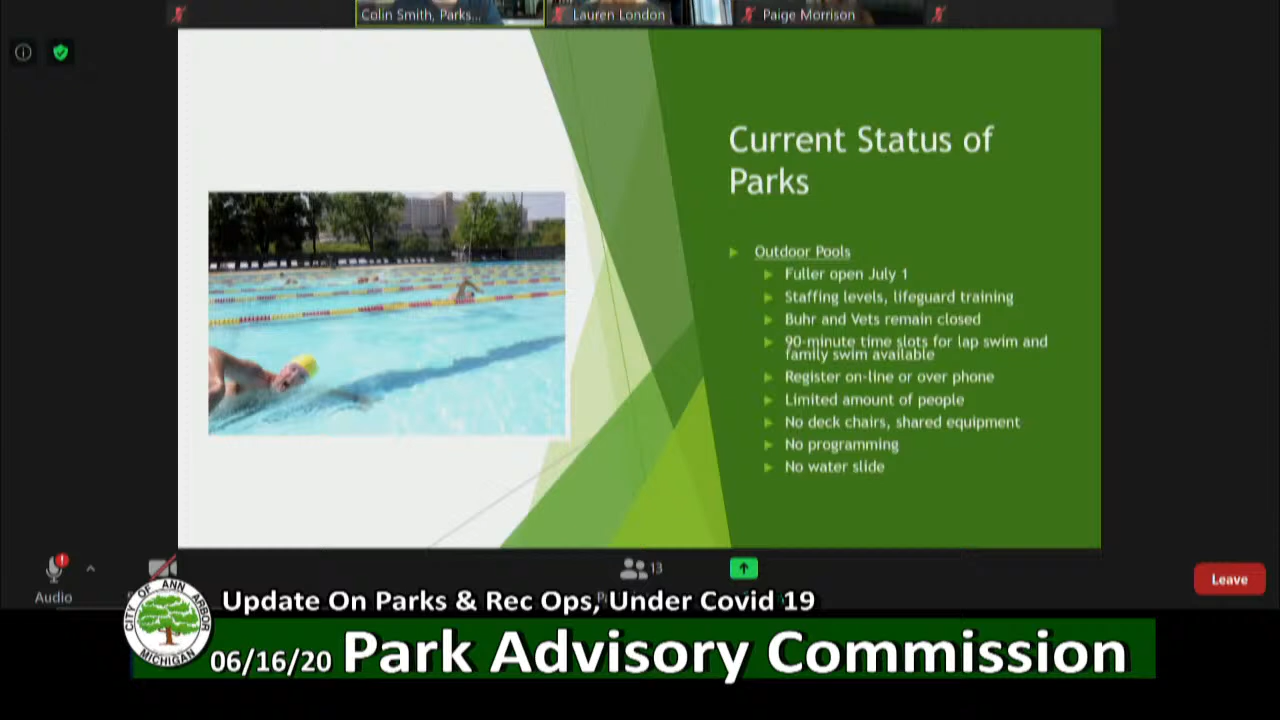 Colin Smith, Parks...
Lauren London
Paige Morrison
Current Status of
Parks
Outdoor Pools
Fuller open July 1
Staffing levels, lifeguard training
Buhr and Vets remain closed
90-minute time slots for lap swim and
family swim available
Register on-line or over phone
Limited amount of people
No deck chairs, shared equipment
No programming
No water slide
13
Audio
Leave
CITY OF ANN ARBOR
MICHIGAN
Update On Parks & Rec Ops, Under Covid 19
06/16/20 Park Advisory Commission